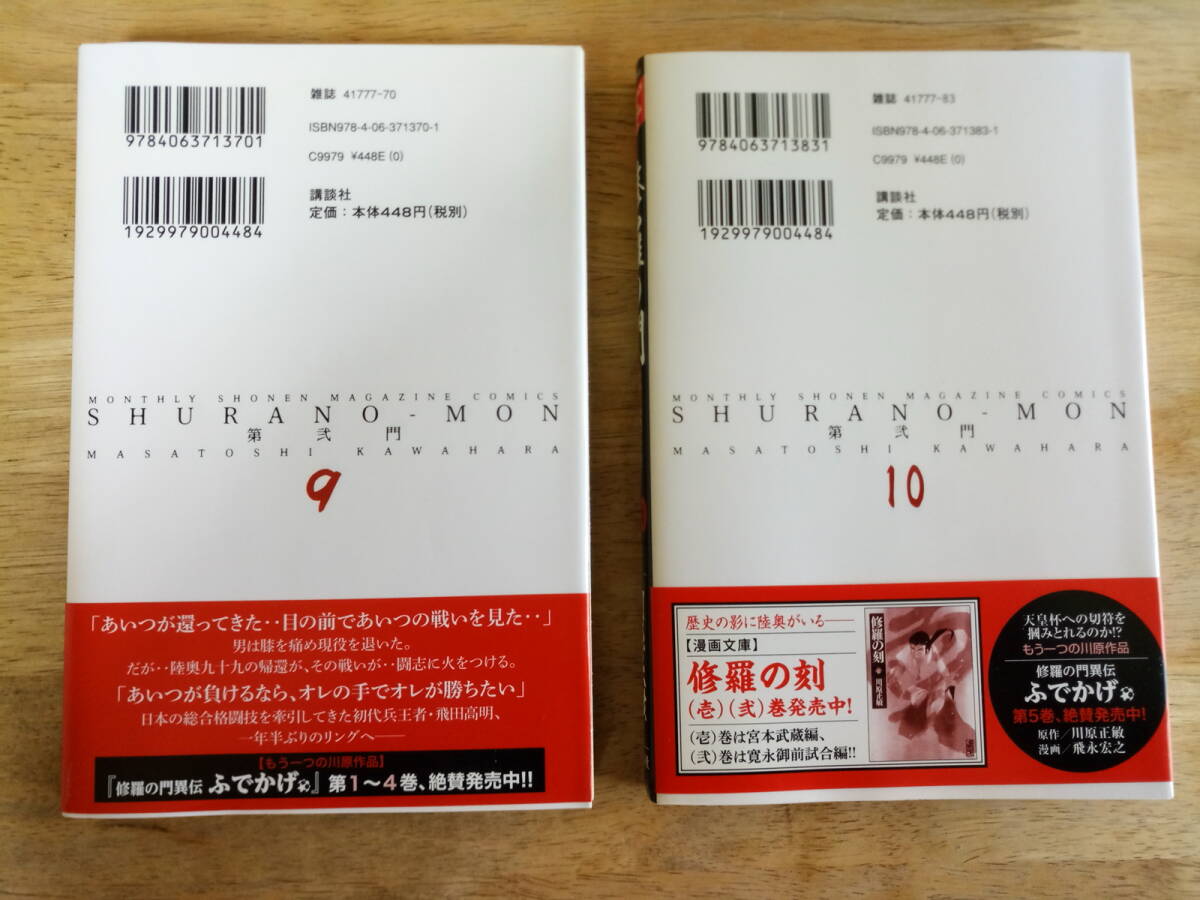 雑誌 41777-70
9784063713701
ISBN978-4-06-371370-1
C9979 ¥448E (0)
1929979004484
講談社
定価：本体448円(税別)
MONTHLY SHONEN MAGAZINE COMICS
SHURANO-MON
第弐門
MASATOSHI KAWAHARA
9
「あいつが還ってきた‥目の前であいつの戦いを見た‥」
男は膝を痛め現役を退いた。
だが‥陸奥九十九の帰還が、その戦いが‥闘志に火をつける。
「あいつが負けるなら、オレの手でオレが勝ちたい」
日本の総合格闘技を牽引してきた初代兵王者・飛田高明、
一年半ぶりのリングへ――
【もう一つの川原作品】
『修羅の門異伝 ふでかげ』第1〜4巻、絶賛発売中!!
雑誌 41777-83
9784063713831
ISBN978-4-06-371383-1
C9979 ¥448E (0)
1929979004484
講談社
定価：本体448円(税別)
MONTHLY SHONEN MAGAZINE COMICS
SHURANO-MON
第弐門
MASATOSHI KAWAHARA
10
歴史の影に陸奥がいる――
【漫画文庫】
修羅の刻
(壱)(弐)巻発売中!
(壱)巻は宮本武蔵編、
(弐)巻は寛永御前試合編!!
修羅の刻
川原正敏
天皇杯への切符を
掴みとれるのか!?
もう一つの川原作品
修羅の門異伝
ふでかげ
第5巻、絶賛発売中!
原作/川原正敏
漫画/飛永宏之